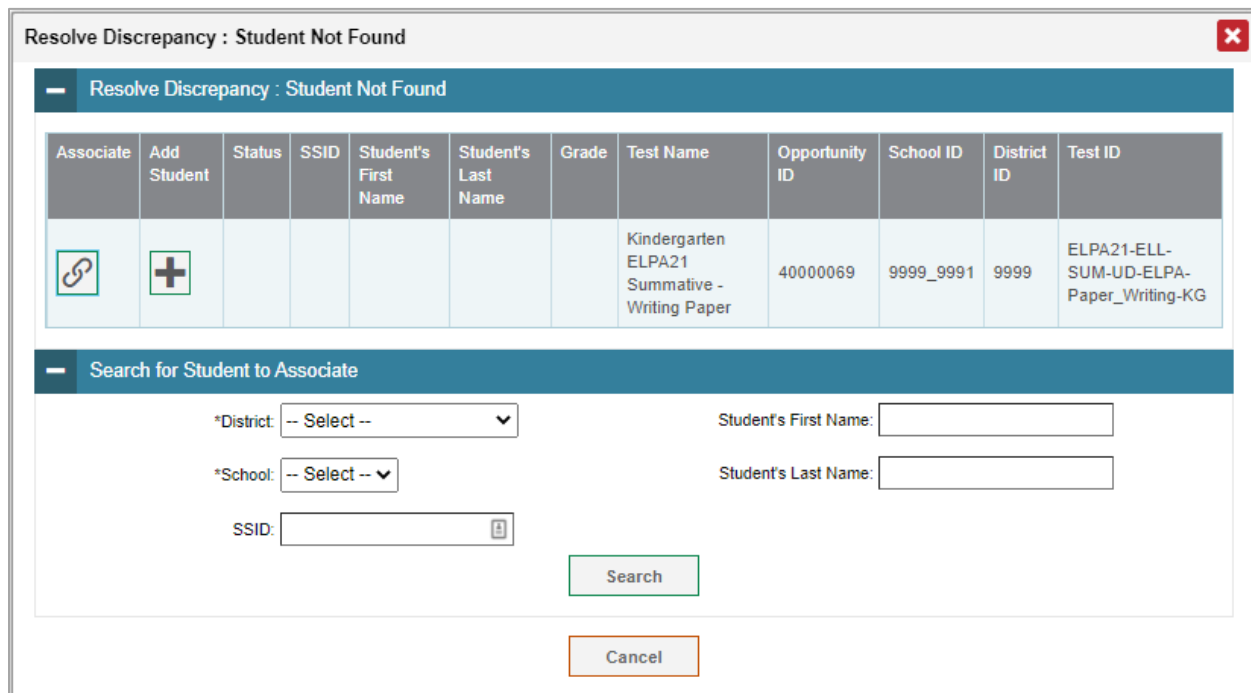 Resolve Discrepancy : Student Not Found
Resolve Discrepancy : Student Not Found
Associate Add Student Status SSID Student's First Name Student's Last Name Grade Test Name Opportunity ID School ID District ID Test ID
Kindergarten ELPA21 Summative - Writing Paper 40000069 9999_9991 9999 ELPA21-ELL-SUM-UD-ELPA-Paper_Writing-KG
Search for Student to Associate
*District: -- Select -- Student's First Name:
*School: -- Select -- Student's Last Name:
SSID:
Search
Cancel